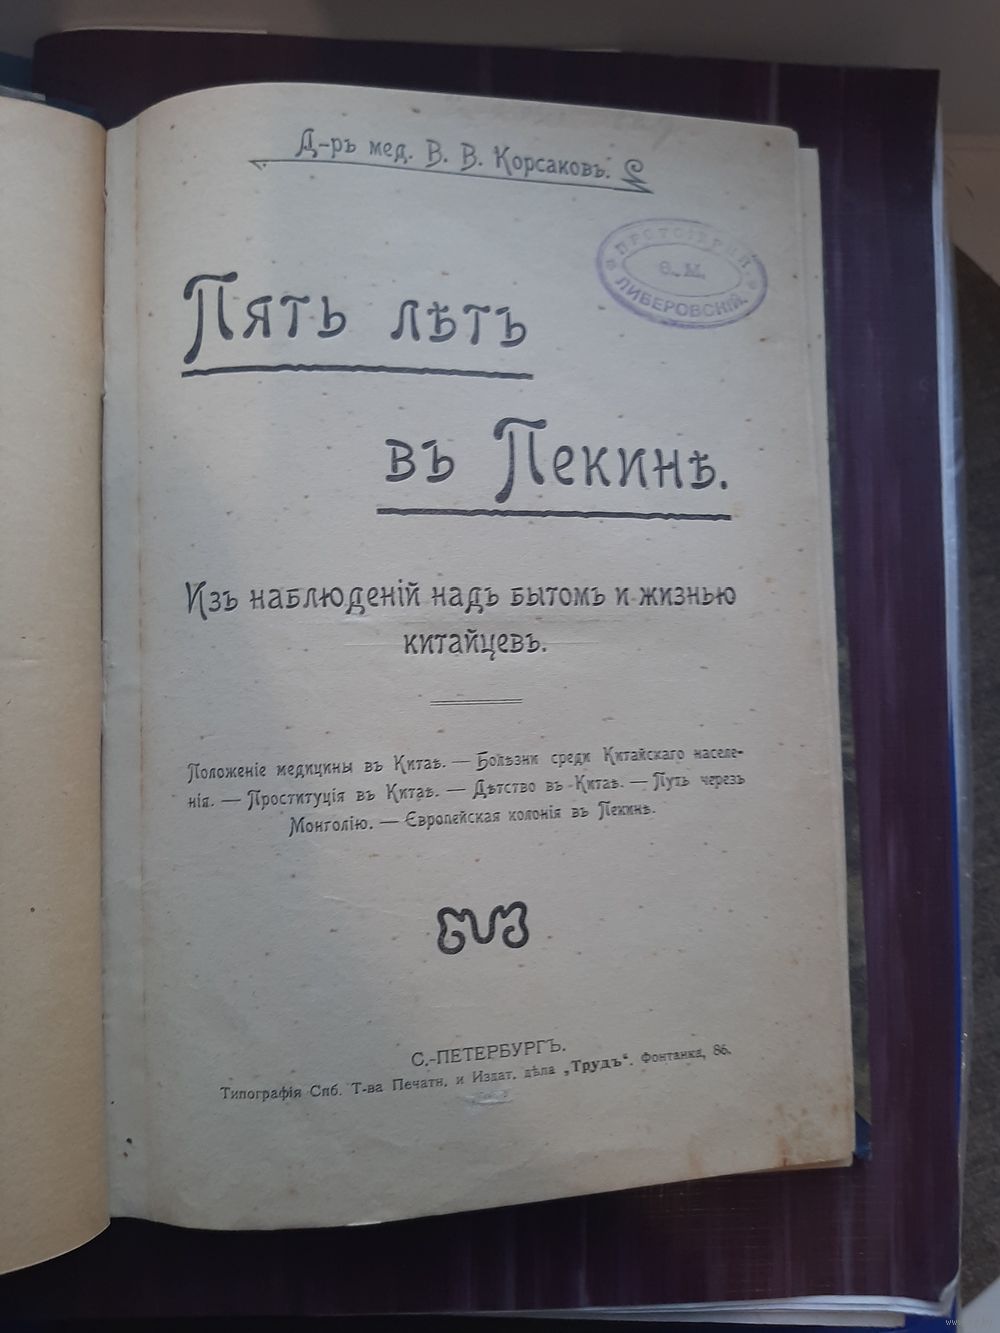 Д-ръ мед. В. В. Корсаковъ.
ПРОТОІЕРЕЙ
Ѳ. М.
ЛИБЕРОВСКІЙ.
Пять лѣтъ
въ Пекинѣ.
Изъ наблюденій надъ бытомъ и жизнью
китайцевъ.
Положеніе медицины въ Китаѣ. — Болѣзни среди Китайскаго населе-
нія. — Проституція въ Китаѣ. — Дѣтство въ Китаѣ. — Путь черезъ
Монголію. — Европейская колонія въ Пекинѣ.
С.-ПЕТЕРБУРГЪ.
Типографія Спб. Т-ва Печатн. и Издат. дѣла „Трудъ“. Фонтанка, 86.